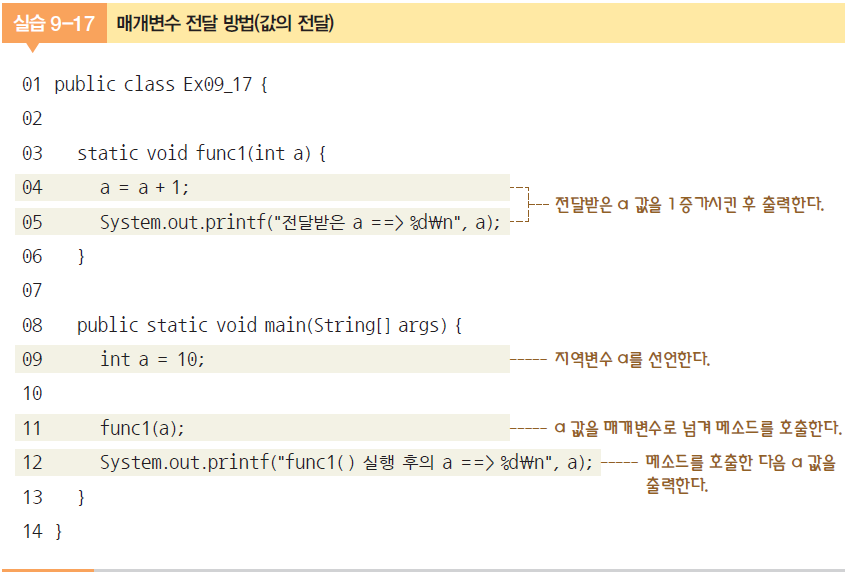 실습 9-17 매개변수 전달 방법(값의 전달)
01 public class Ex09_17 {
02
03 static void func1(int a) {
04 a = a + 1;
05 System.out.printf("전달받은 a ==> %d₩n", a);
전달받은 a 값을 1 증가시킨 후 출력한다.
06 }
07
08 public static void main(String[] args) {
09 int a = 10; 지역변수 a를 선언한다.
10
11 func1(a); a 값을 매개변수로 넘겨 메소드를 호출한다.
12 System.out.printf("func1( ) 실행 후의 a ==> %d₩n", a); 메소드를 호출한 다음 a 값을
출력한다.
13 }
14 }